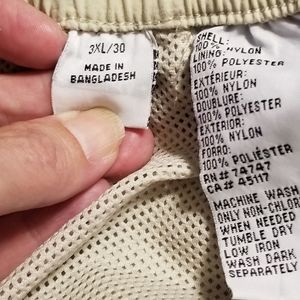 3XL/30
MADE IN
BANGLADESH
SHELL:
100% NYLON
LINING:
100% POLYESTER
EXTÉRIEUR:
100% NYLON
DOUBLURE:
100% POLYESTER
EXTERIOR:
100% NYLON
FORRO:
100% POLIÉSTER
RN# 74747
CA# 45117
MACHINE WASH
ONLY NON-CHLOR
WHEN NEEDED
TUMBLE DRY
LOW IRON
WASH DARK
SEPARATELY